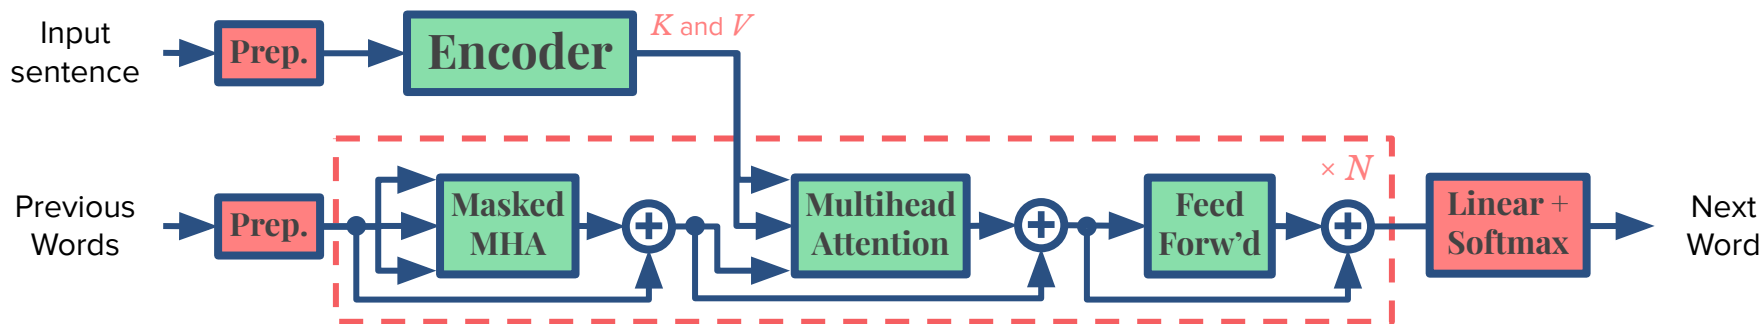 Input
sentence
Prep.
Encoder
K and V
Previous
Words
Prep.
Masked
MHA
Multihead
Attention
Feed
Forw'd
× N
Linear +
Softmax
Next
Word